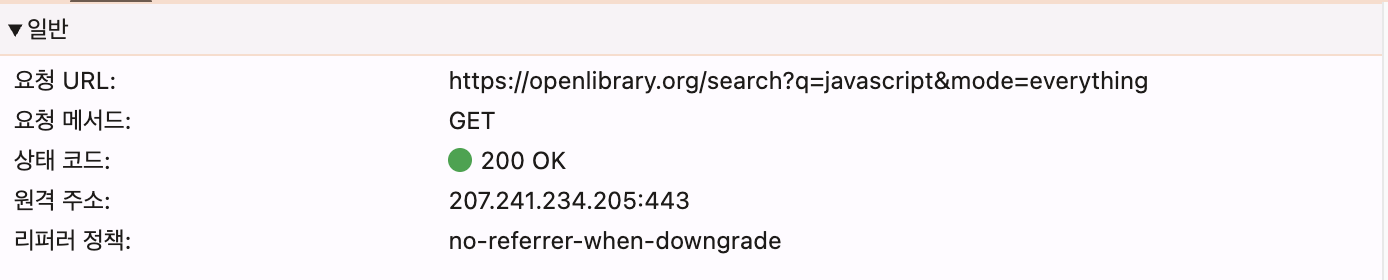 ▼일반
요청 URL: https://openlibrary.org/search?q=javascript&mode=everything
요청 메서드: GET
상태 코드: 200 OK
원격 주소: 207.241.234.205:443
리퍼러 정책: no-referrer-when-downgrade